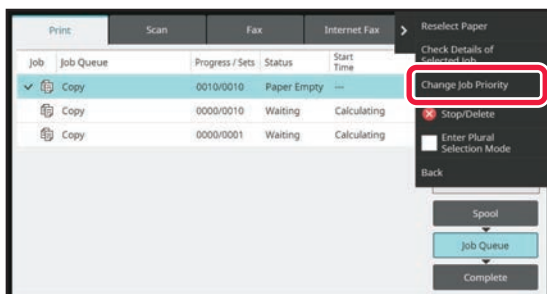 Print Scan Fax Internet Fax
Job Job Queue Progress / Sets Status Start
Time
Copy 0010/0010 Paper Empty ---
Copy 0000/0010 Waiting Calculating
Copy 0000/0001 Waiting Calculating
Reselect Paper
Check Details of
Selected Job
Change Job Priority
Stop/Delete
Enter Plural
Selection Mode
Back
Spool
Job Queue
Complete